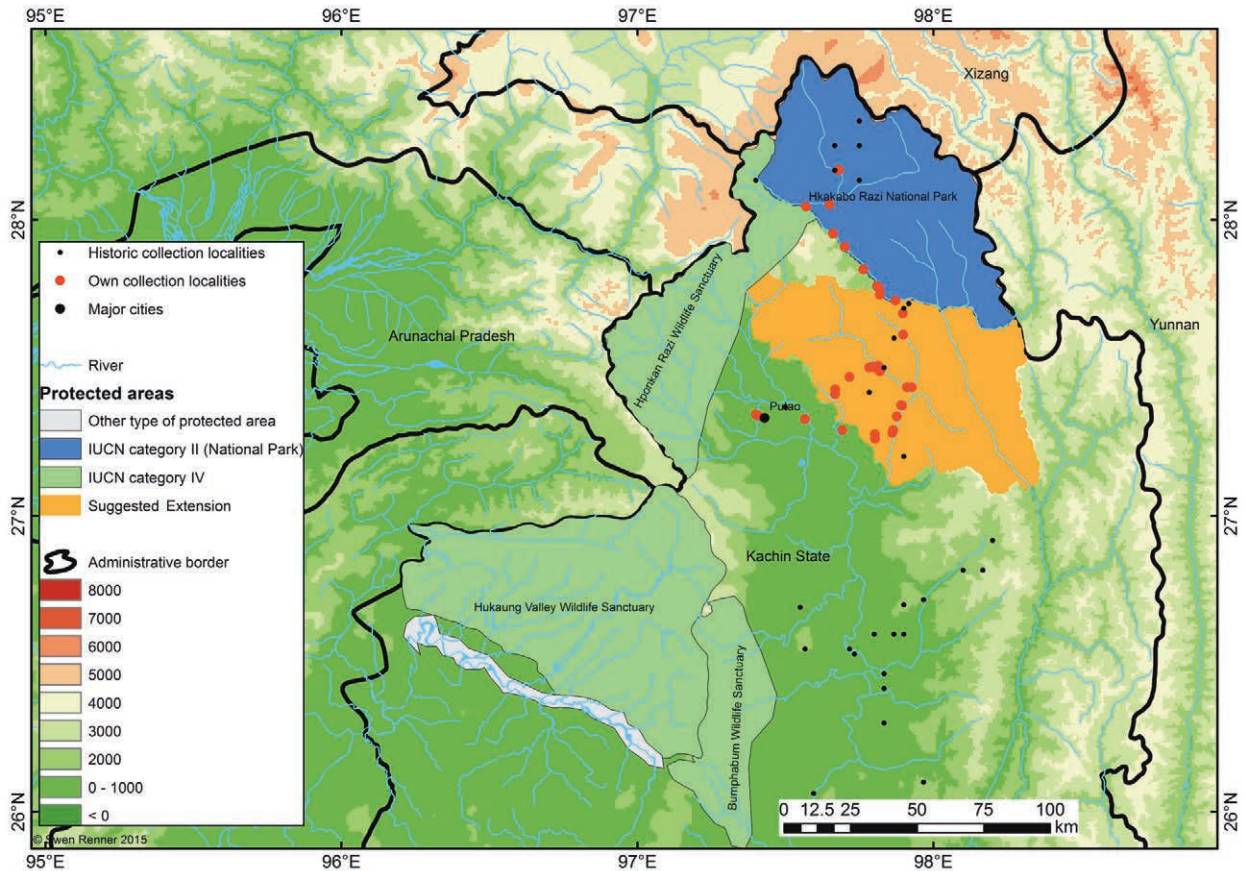 95°E 96°E 97°E 98°E
Xizang
28°N
28°N
Hkakabo Razi National Park
Historic collection localities
Own collection localities
Major cities
River
Protected areas
Other type of protected area
IUCN category II (National Park)
IUCN category IV
Suggested Extension
Administrative border
8000
7000
6000
5000
4000
3000
2000
0 - 1000
< 0
Arunachal Pradesh
Hponkan Razi Wildlife Sanctuary
Yunnan
Putao
27°N
27°N
Kachin State
Hukaung Valley Wildlife Sanctuary
Bumphabum Wildlife Sanctuary
26°N
26°N
0 12.5 25 50 75 100
km
© Swen Renner 2015
95°E 96°E 97°E 98°E